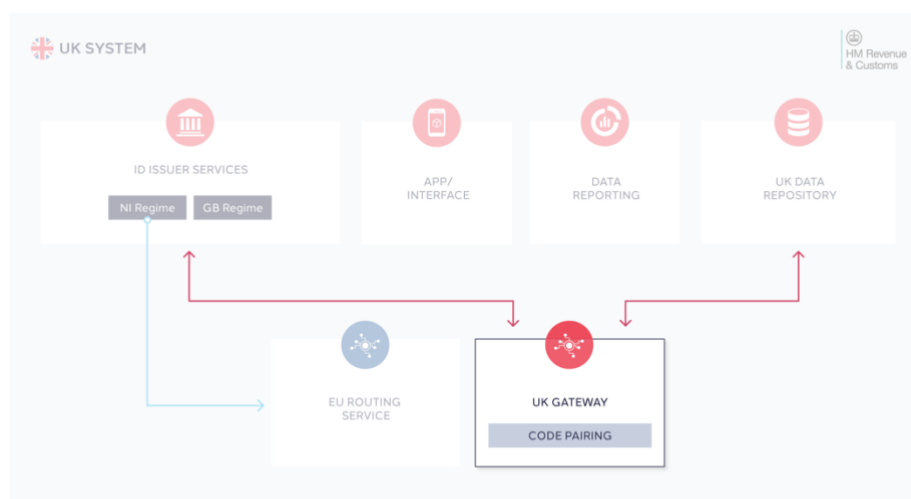 UK SYSTEM
HM Revenue
& Customs
ID ISSUER SERVICES
NI Regime
GB Regime
APP/
INTERFACE
DATA
REPORTING
UK DATA
REPOSITORY
EU ROUTING
SERVICE
UK GATEWAY
CODE PAIRING